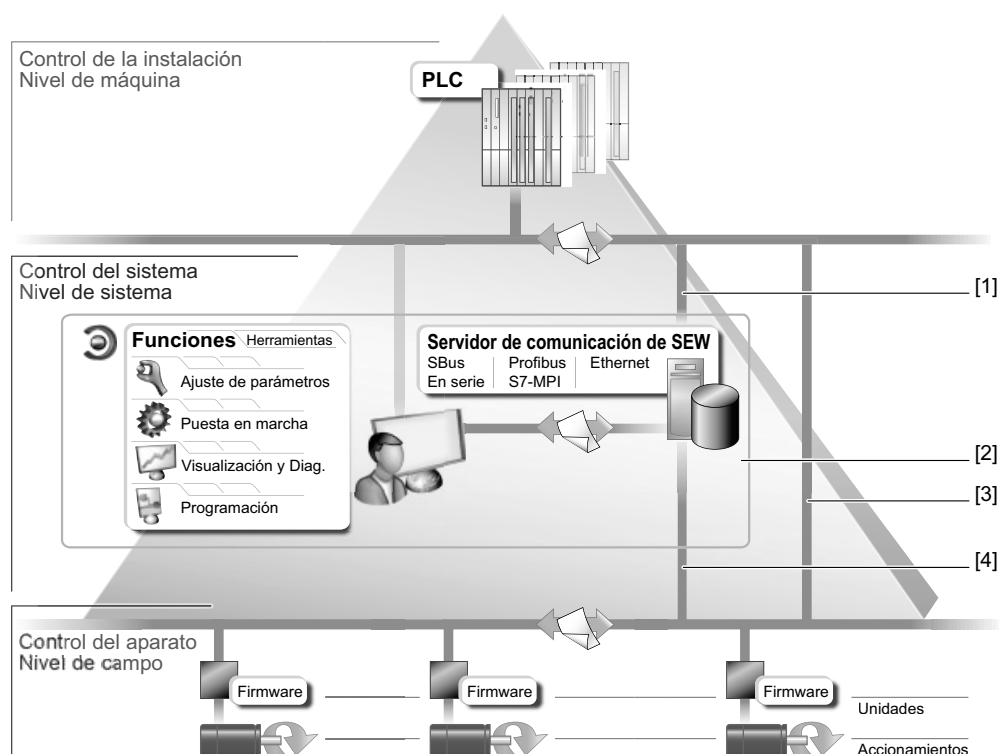 Control de la instalación
Nivel de máquina
PLC
Control del sistema
Nivel de sistema
[1]
Funciones Herramientas
Ajuste de parámetros
Puesta en marcha
Visualización y Diag.
Programación
Servidor de comunicación de SEW
SBus Profibus Ethernet
En serie S7-MPI
[2]
[3]
[4]
Control del aparato
Nivel de campo
Firmware Firmware Firmware
Unidades
Accionamientos